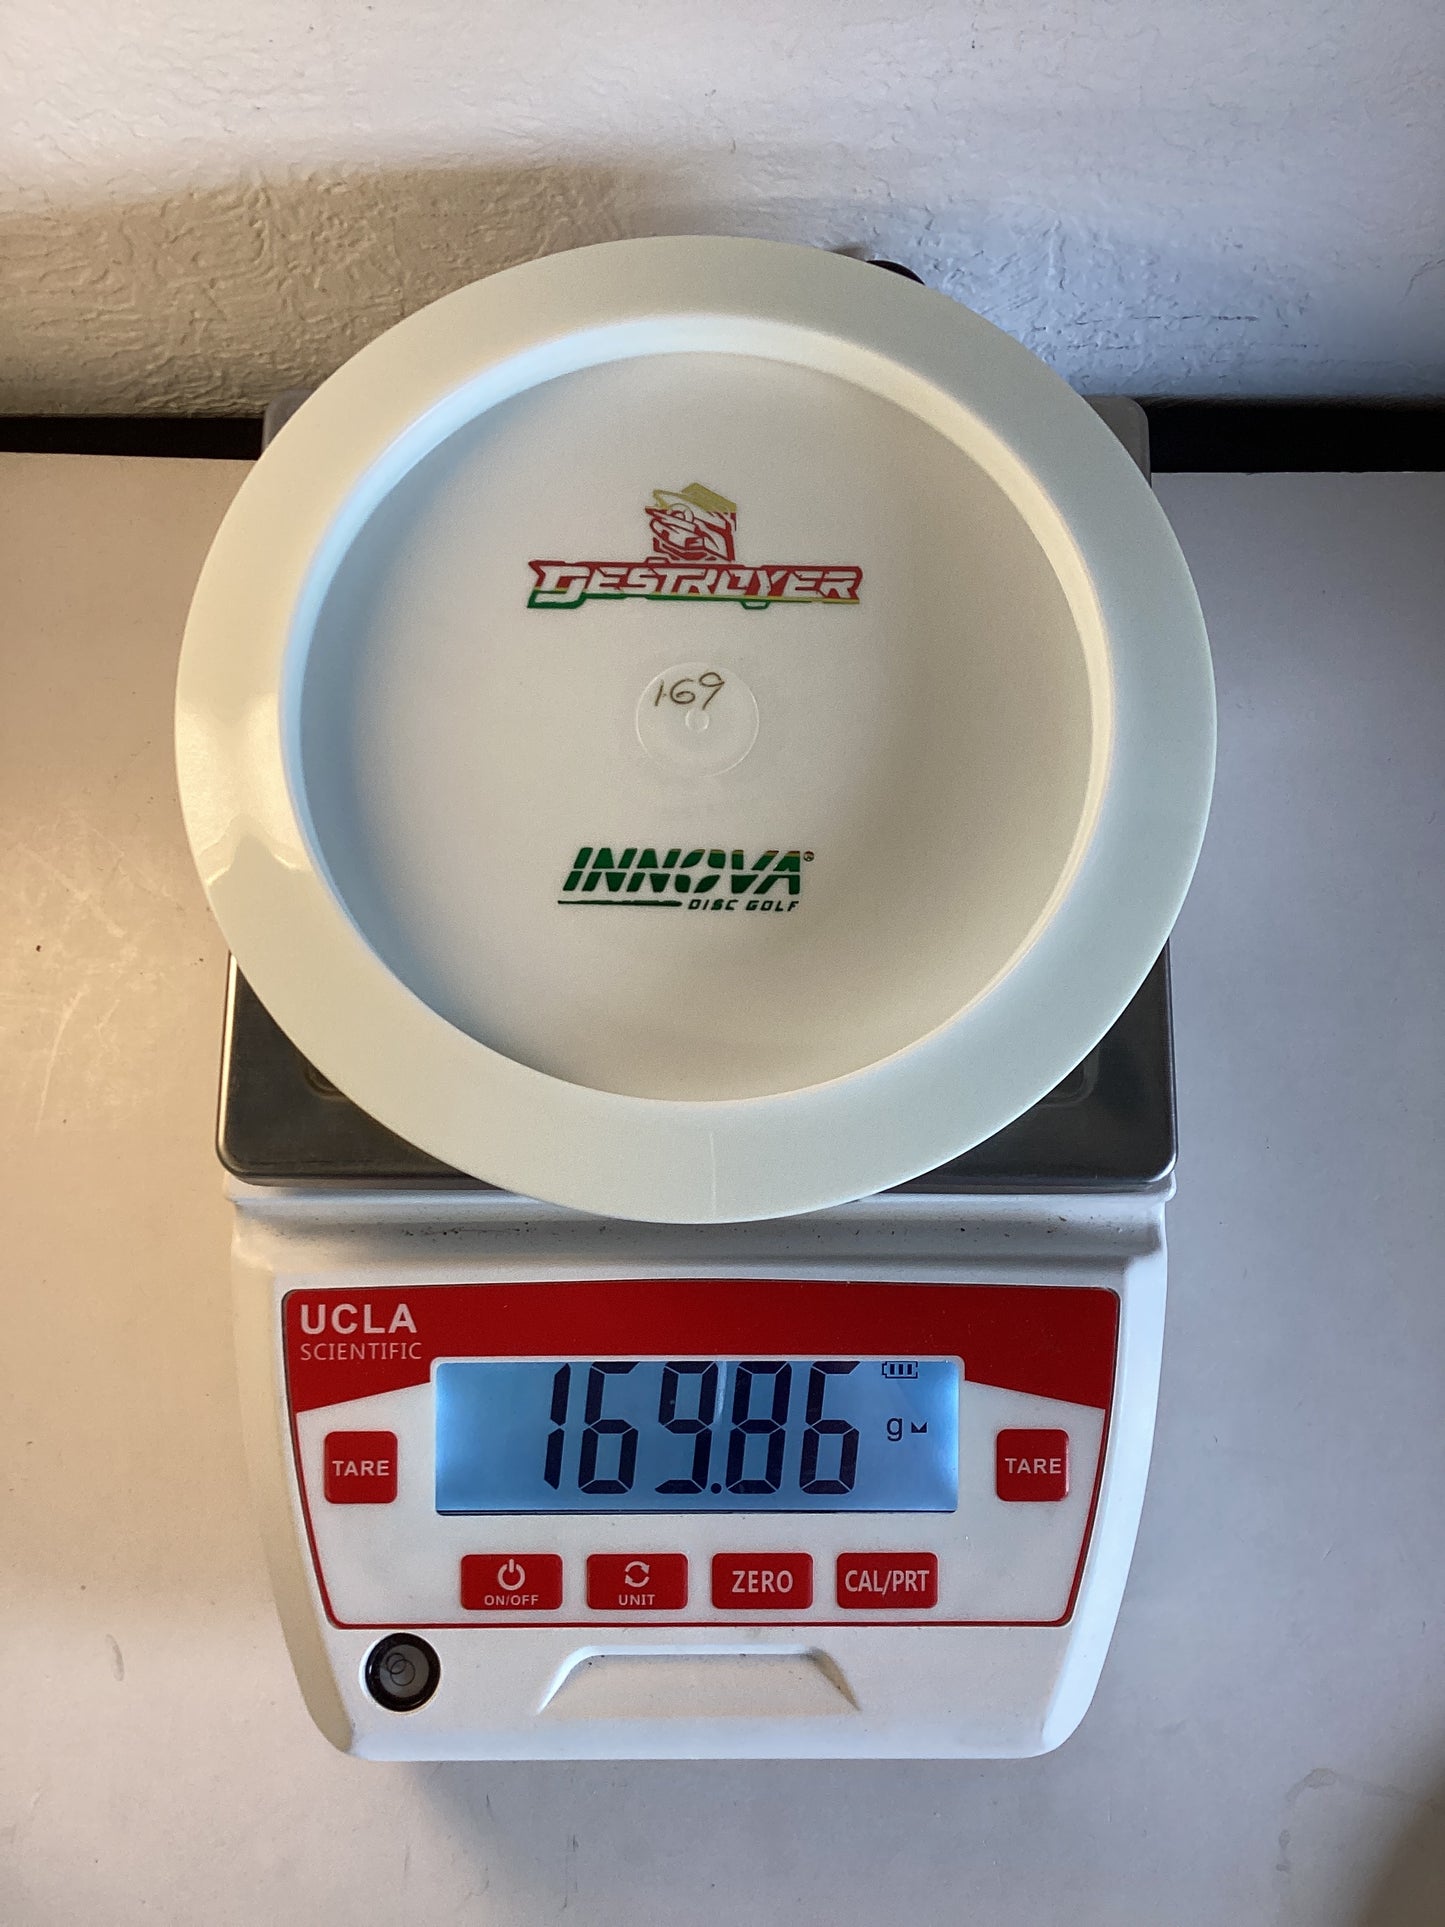 DESTROYER
169
INNOVA®
DISC GOLF
UCLA
SCIENTIFIC
169.86
g
TARE
TARE
ON/OFF
UNIT
ZERO
CAL/PRT